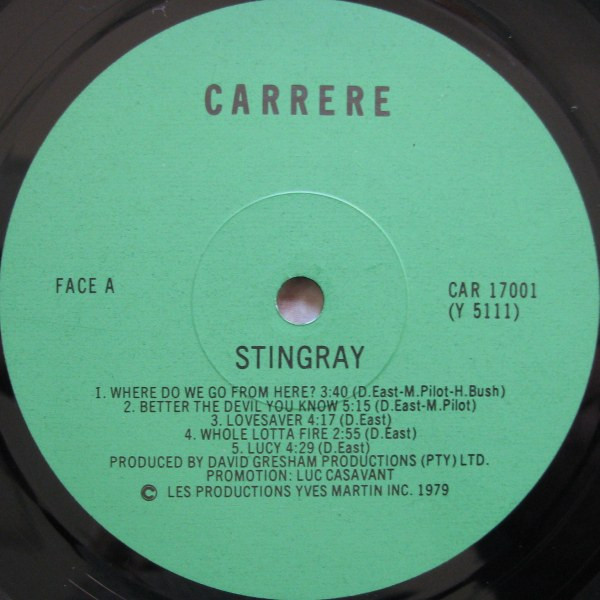 CARRERE
FACE A
CAR 17001
(Y 5111)
STINGRAY
1. WHERE DO WE GO FROM HERE? 3:40 (D.East-M.Pilot-H.Bush)
2. BETTER THE DEVIL YOU KNOW 5:15 (D.East-M.Pilot)
3. LOVESAVER 4:17 (D.East)
4. WHOLE LOTTA FIRE 2:55 (D.East)
5. LUCY 4:29 (D.East)
PRODUCED BY DAVID GRESHAM PRODUCTIONS (PTY) LTD.
PROMOTION: LUC CASAVANT
© LES PRODUCTIONS YVES MARTIN INC. 1979